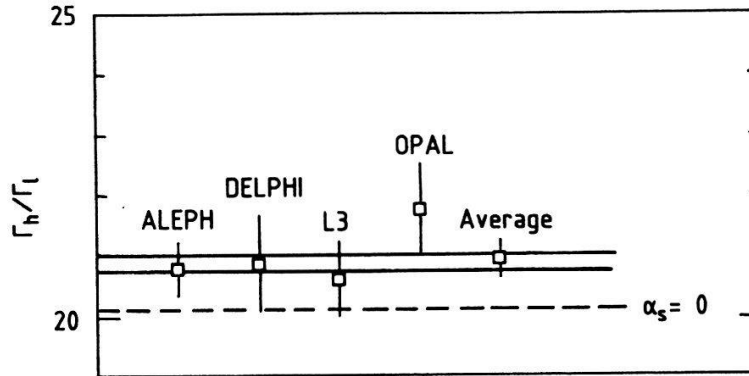 25
OPAL
DELPHI
ALEPH
L3
Average
Γh/Γl
αs = 0
20